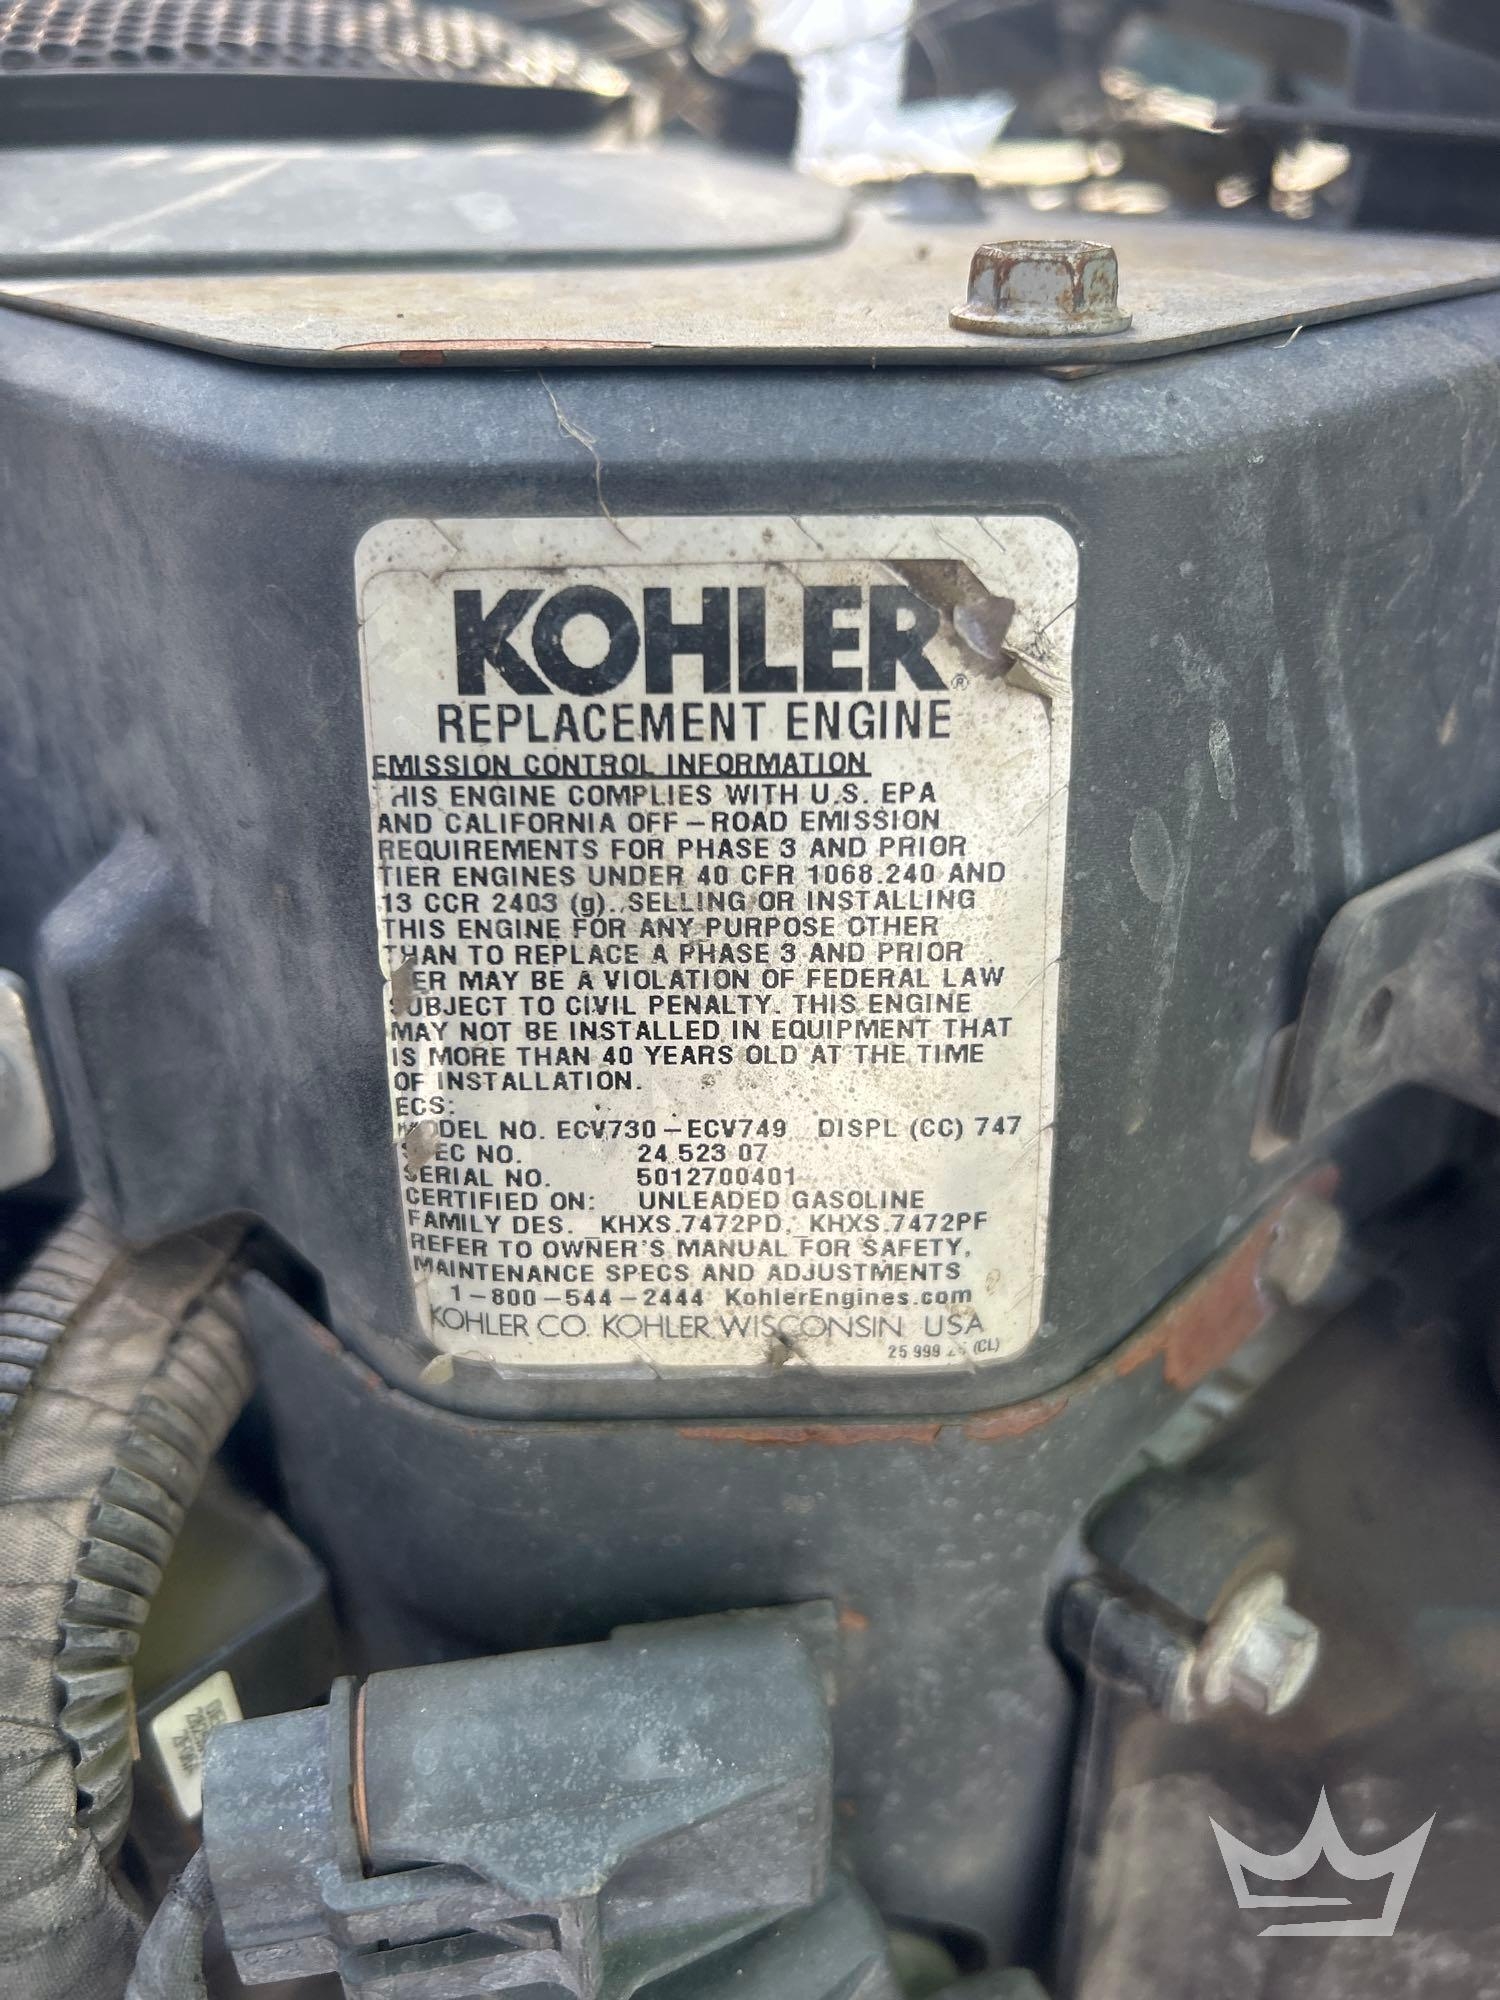 KOHLER®
REPLACEMENT ENGINE
EMISSION CONTROL INFORMATION
HIS ENGINE COMPLIES WITH U.S. EPA
AND CALIFORNIA OFF-ROAD EMISSION
REQUIREMENTS FOR PHASE 3 AND PRIOR
TIER ENGINES UNDER 40 CFR 1068.240 AND
13 CCR 2403 (g). SELLING OR INSTALLING
THIS ENGINE FOR ANY PURPOSE OTHER
THAN TO REPLACE A PHASE 3 AND PRIOR
ER MAY BE A VIOLATION OF FEDERAL LAW
SUBJECT TO CIVIL PENALTY. THIS ENGINE
MAY NOT BE INSTALLED IN EQUIPMENT THAT
IS MORE THAN 40 YEARS OLD AT THE TIME
OF INSTALLATION.
ECS:
MODEL NO. ECV730-ECV749 DISPL (CC) 747
SPEC NO. 24 523 07
SERIAL NO. 5012700401
CERTIFIED ON: UNLEADED GASOLINE
FAMILY DES. KHXS.7472PD, KHXS.7472PF
REFER TO OWNER'S MANUAL FOR SAFETY,
MAINTENANCE SPECS AND ADJUSTMENTS
1-800-544-2444 KohlerEngines.com
KOHLER CO. KOHLER, WISCONSIN USA
25 999 (CL)